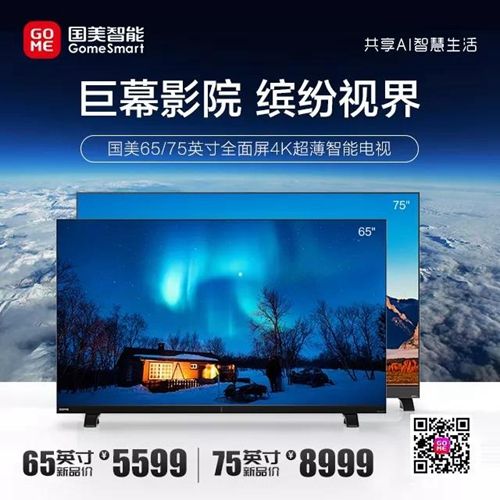 GO
ME
国美智能
GomeSmart
共享AI智慧生活
巨幕影院 缤纷视界
国美65/75英寸全面屏4K超薄智能电视
75"
65"
65英寸
新品价
¥5599
75英寸
新品价
¥8999
GO
ME